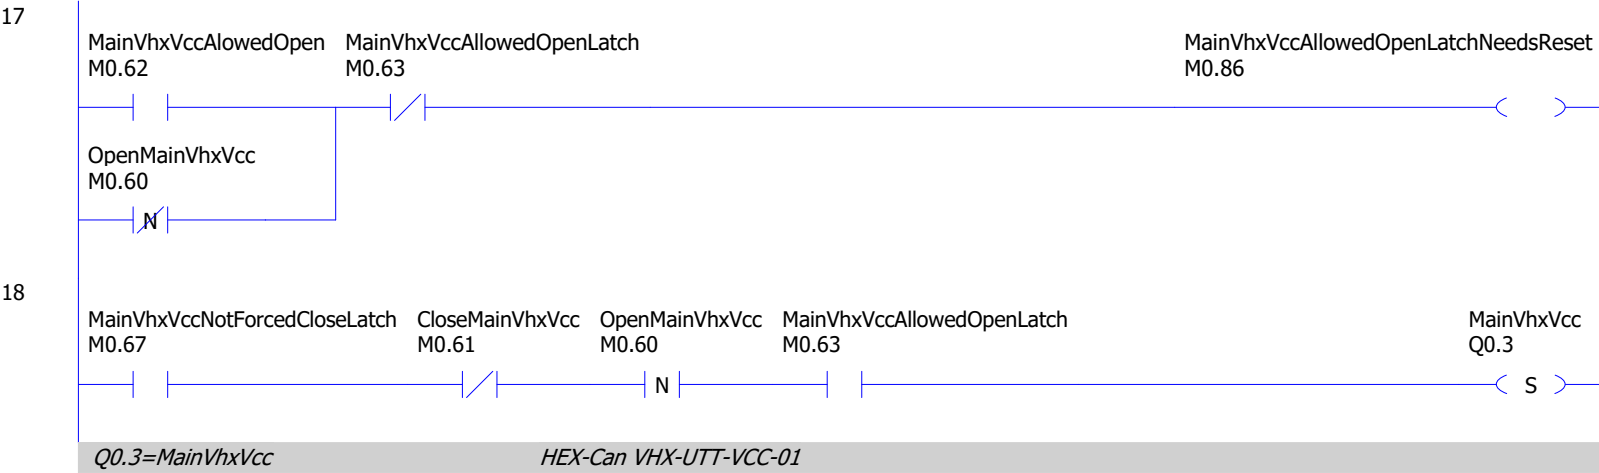 17
MainVhxVccAlowedOpen MainVhxVccAllowedOpenLatch MainVhxVccAllowedOpenLatchNeedsReset
M0.62 M0.63 M0.86
OpenMainVhxVcc
M0.60
N
18
MainVhxVccNotForcedCloseLatch CloseMainVhxVcc OpenMainVhxVcc MainVhxVccAllowedOpenLatch MainVhxVcc
M0.67 M0.61 M0.60 M0.63 Q0.3
N S
Q0.3=MainVhxVcc HEX-Can VHX-UTT-VCC-01